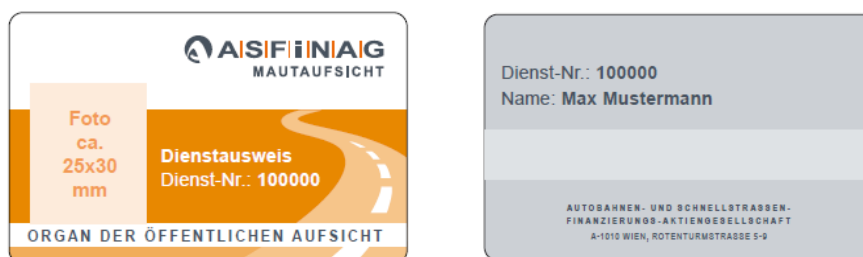 A|S|F|i|N|A|G
MAUTAUFSICHT
Foto
ca.
25x30
mm
Dienstausweis
Dienst-Nr.: 100000
ORGAN DER ÖFFENTLICHEN AUFSICHT
Dienst-Nr.: 100000
Name: Max Mustermann
AUTOBAHNEN- UND SCHNELLSTRASSEN-
FINANZIERUNGS-AKTIENGESELLSCHAFT
A-1010 WIEN, ROTENTURMSTRASSE 5-9